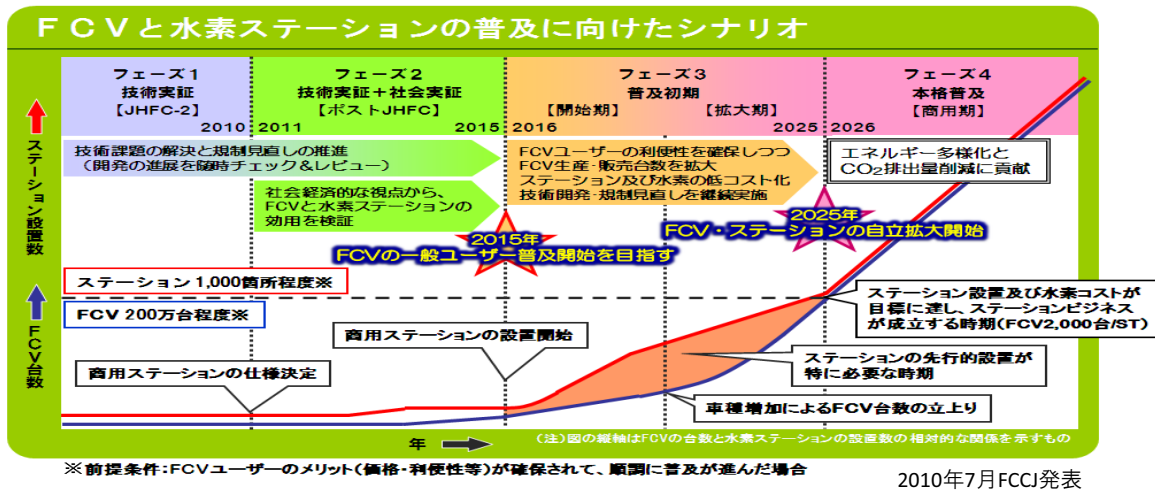 FCVと水素ステーションの普及に向けたシナリオ
フェーズ1
技術実証
【JHFC-2】
2010
フェーズ2
技術実証+社会実証
【ポストJHFC】
2011
2015
フェーズ3
普及初期
【開始期】
【拡大期】
2016
2025
フェーズ4
本格普及
【商用期】
2026
技術課題の解決と規制見直しの推進
(開発の進展を随時チェック&レビュー)
社会経済的な視点から、
FCVと水素ステーションの
効用を検証
FCVユーザーの利便性を確保しつつ
FCV生産・販売台数を拡大
ステーション及び水素の低コスト化
技術開発・規制見直しを継続実施
エネルギー多様化と
CO₂排出量削減に貢献
2015年
FCVの一般ユーザー普及開始を目指す
2025年
FCV・ステーションの自立拡大開始
ステーション設置数
FCV台数
ステーション1,000箇所程度※
FCV 200万台程度※
商用ステーションの仕様決定
商用ステーションの設置開始
ステーション設置及び水素コストが
目標に達し、ステーションビジネス
が成立する時期(FCV2,000台/ST)
ステーションの先行的設置が
特に必要な時期
車種増加によるFCV台数の立上り
年
(注)図の縦軸はFCVの台数と水素ステーションの設置数の相対的な関係を示すもの
※前提条件:FCVユーザーのメリット(価格・利便性等)が確保されて、順調に普及が進んだ場合
2010年7月FCCJ発表